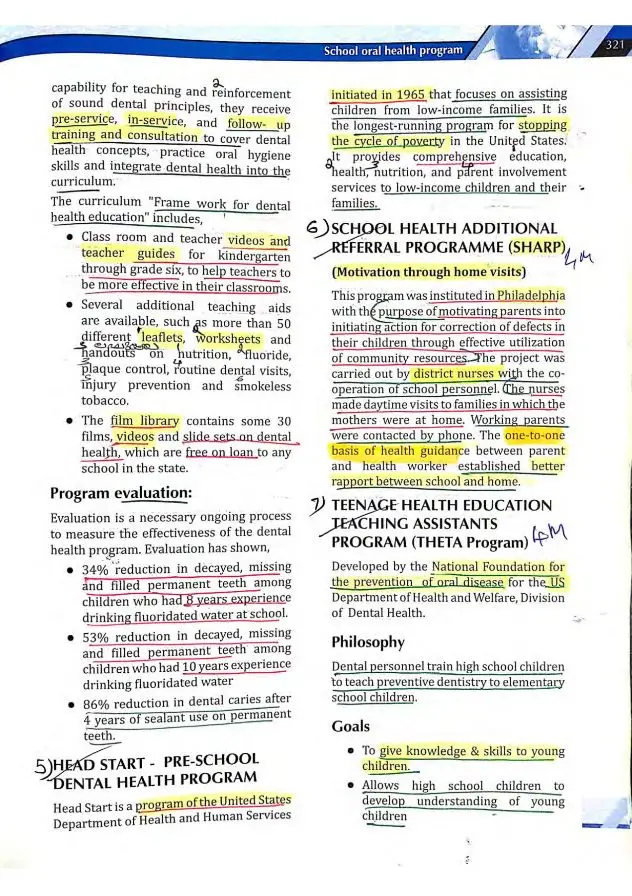 School oral health program
321
capability for teaching and reinforcement
of sound dental principles, they receive
pre-service, in-service, and follow- up
training and consultation to cover dental
health concepts, practice oral hygiene
skills and integrate dental health into the
curriculum.
The curriculum "Frame work for dental
health education" includes,
• Class room and teacher videos and
teacher guides for kindergarten
through grade six, to help teachers to
be more effective in their classrooms.
• Several additional teaching aids
are available, such as more than 50
different leaflets, worksheets and
handouts on nutrition, fluoride,
plaque control, routine dental visits,
injury prevention and smokeless
tobacco.
• The film library contains some 30
films, videos and slide sets on dental
health, which are free on loan to any
school in the state.
Program evaluation:
Evaluation is a necessary ongoing process
to measure the effectiveness of the dental
health program. Evaluation has shown,
• 34% reduction in decayed, missing
and filled permanent teeth among
children who had 8 years experience
drinking fluoridated water at school.
• 53% reduction in decayed, missing
and filled permanent teeth among
children who had 10 years experience
drinking fluoridated water
• 86% reduction in dental caries after
4 years of sealant use on permanent
teeth.
5) HEAD START - PRE-SCHOOL
DENTAL HEALTH PROGRAM
Head Start is a program of the United States
Department of Health and Human Services
initiated in 1965 that focuses on assisting
children from low-income families. It is
the longest-running program for stopping
the cycle of poverty in the United States.
It provides comprehensive education,
health, nutrition, and parent involvement
services to low-income children and their
families.
6) SCHOOL HEALTH ADDITIONAL
REFERRAL PROGRAMME (SHARP) 4M
(Motivation through home visits)
This program was instituted in Philadelphia
with the purpose of motivating parents into
initiating action for correction of defects in
their children through effective utilization
of community resources. The project was
carried out by district nurses with the co-
operation of school personnel. The nurses
made daytime visits to families in which the
mothers were at home. Working parents
were contacted by phone. The one-to-one
basis of health guidance between parent
and health worker established better
rapport between school and home.
7) TEENAGE HEALTH EDUCATION
TEACHING ASSISTANTS
PROGRAM (THETA Program) 4M
Developed by the National Foundation for
the prevention of oral disease for the US
Department of Health and Welfare, Division
of Dental Health.
Philosophy
Dental personnel train high school children
to teach preventive dentistry to elementary
school children.
Goals
• To give knowledge & skills to young
children.
• Allows high school children to
develop understanding of young
children